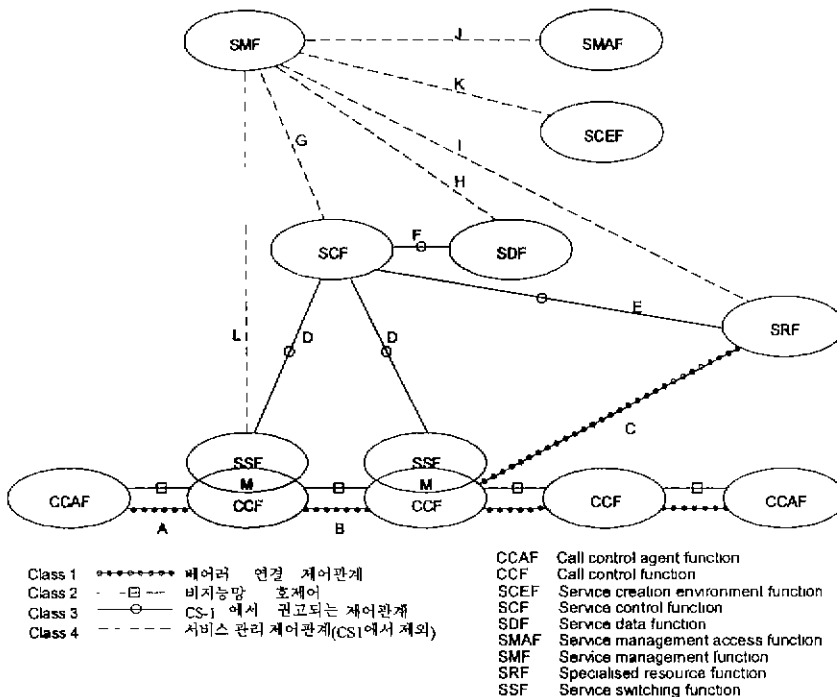 SMF
J
SMAF
K
SCEF
G
I
H
SCF
F
SDF
E
SRF
L
D
D
C
SSF
SSF
M
M
CCAF
CCF
CCF
CCF
CCAF
A
B
Class 1 베어러 연결 제어관계
Class 2 비지능망 호제어
Class 3 CS-1 에서 권고되는 제어관계
Class 4 서비스 관리 제어관계(CS1에서 제외)
CCAF Call control agent function
CCF Call control function
SCEF Service creation environment function
SCF Service control function
SDF Service data function
SMAF Service management access function
SMF Service management function
SRF Specialised resource function
SSF Service switching function